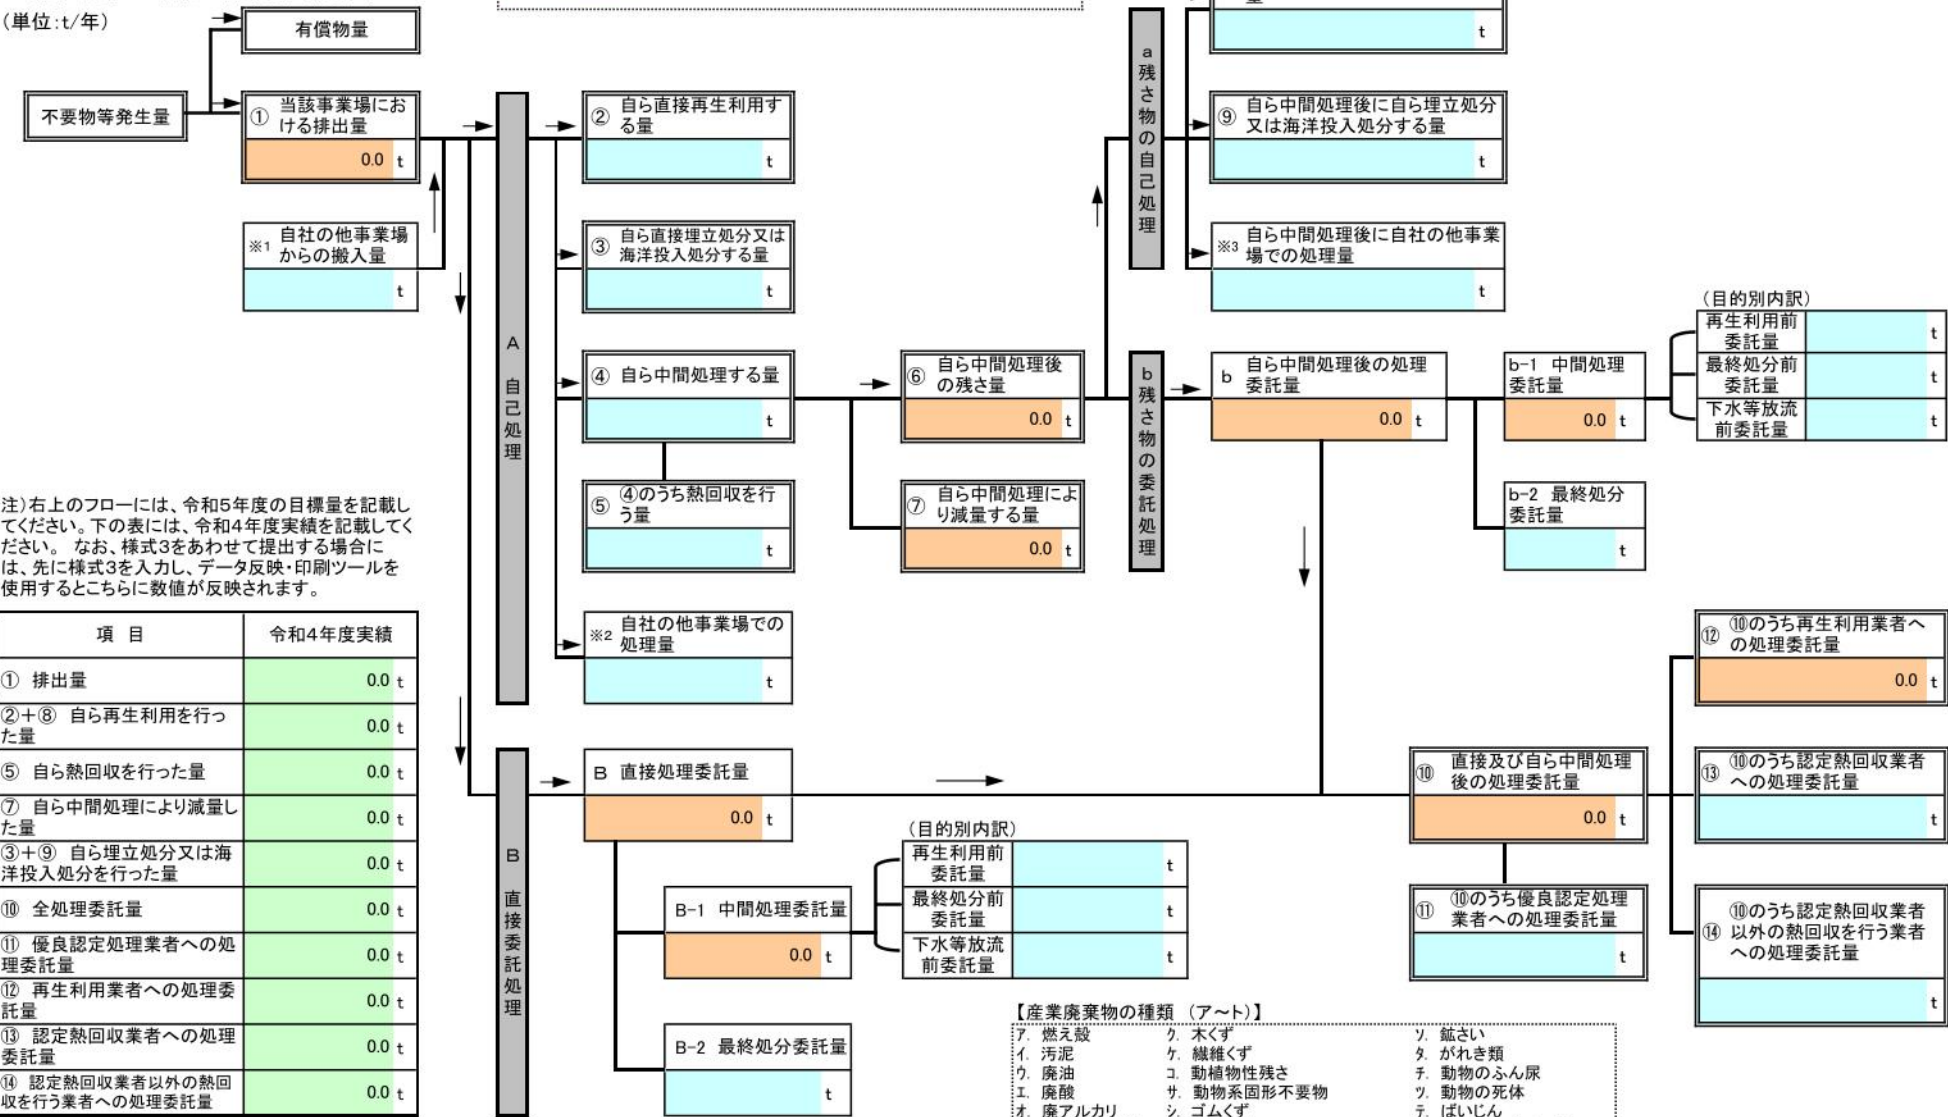 (単位:t/年)
有償物量
不要物等発生量
① 当該事業場にお
ける排出量
0.0 t
※1 自社の他事業場
からの搬入量
t
A 自己処理
② 自ら直接再生利用す
る量
t
③ 自ら直接埋立処分又は
海洋投入処分する量
t
④ 自ら中間処理する量
t
⑤ ④のうち熱回収を行
う量
t
※2 自社の他事業場での
処理量
t
⑥ 自ら中間処理後
の残さ量
0.0 t
⑦ 自ら中間処理によ
り減量する量
0.0 t
a 残さ物の自己処理
t
⑨ 自ら中間処理後に自ら埋立処分
又は海洋投入処分する量
t
※3 自ら中間処理後に自社の他事業
場での処理量
t
b 残さ物の委託処理
b 自ら中間処理後の処理
委託量
0.0 t
b-1 中間処理
委託量
0.0 t
b-2 最終処分
委託量
t
(目的別内訳)
再生利用前
委託量
t
最終処分前
委託量
t
下水等放流
前委託量
t
注)右上のフローには、令和5年度の目標量を記載し
てください。下の表には、令和4年度実績を記載してく
ださい。 なお、様式3をあわせて提出する場合に
は、先に様式3を入力し、データ反映・印刷ツールを
使用するとこちらに数値が反映されます。
項 目 令和4年度実績
① 排出量 0.0 t
②+⑧ 自ら再生利用を行っ
た量 0.0 t
⑤ 自ら熱回収を行った量 0.0 t
⑦ 自ら中間処理により減量し
た量 0.0 t
③+⑨ 自ら埋立処分又は海
洋投入処分を行った量 0.0 t
⑩ 全処理委託量 0.0 t
⑪ 優良認定処理業者への処
理委託量 0.0 t
⑫ 再生利用業者への処理委
託量 0.0 t
⑬ 認定熱回収業者への処理
委託量 0.0 t
⑭ 認定熱回収業者以外の熱回
収を行う業者への処理委託量 0.0 t
B 直接委託処理
B 直接処理委託量
0.0 t
B-1 中間処理委託量
0.0 t
B-2 最終処分委託量
t
(目的別内訳)
再生利用前
委託量
t
最終処分前
委託量
t
下水等放流
前委託量
t
⑩ 直接及び自ら中間処理
後の処理委託量
0.0 t
⑪ ⑩のうち優良認定処理
業者への処理委託量
t
⑫ ⑩のうち再生利用業者へ
の処理委託量
0.0 t
⑬ ⑩のうち認定熱回収業者
への処理委託量
t
⑭ ⑩のうち認定熱回収業者
以外の熱回収を行う業者
への処理委託量
t
【産業廃棄物の種類 (ア~ト)】
ア. 燃え殻 ク. 木くず ソ. 鉱さい
イ. 汚泥 ケ. 繊維くず タ. がれき類
ウ. 廃油 コ. 動植物性残さ チ. 動物のふん尿
エ. 廃酸 サ. 動物系固形不要物 ツ. 動物の死体
オ. 廃アルカリ シ. ゴムくず テ. ばいじん